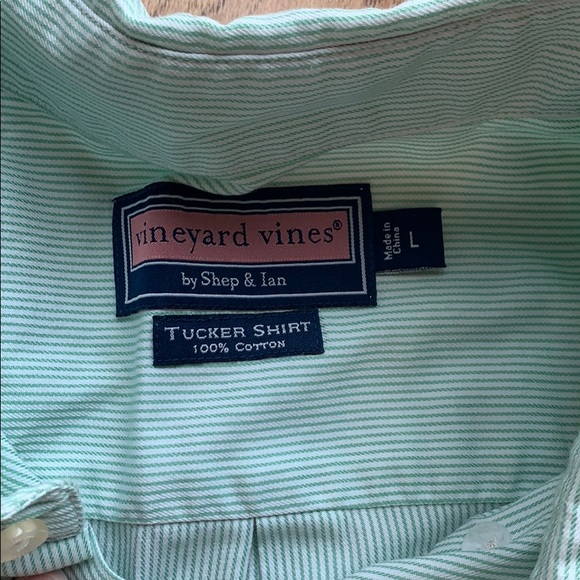 vineyard vines®
by Shep & Ian
Made in
China
L
TUCKER SHIRT
100% COTTON